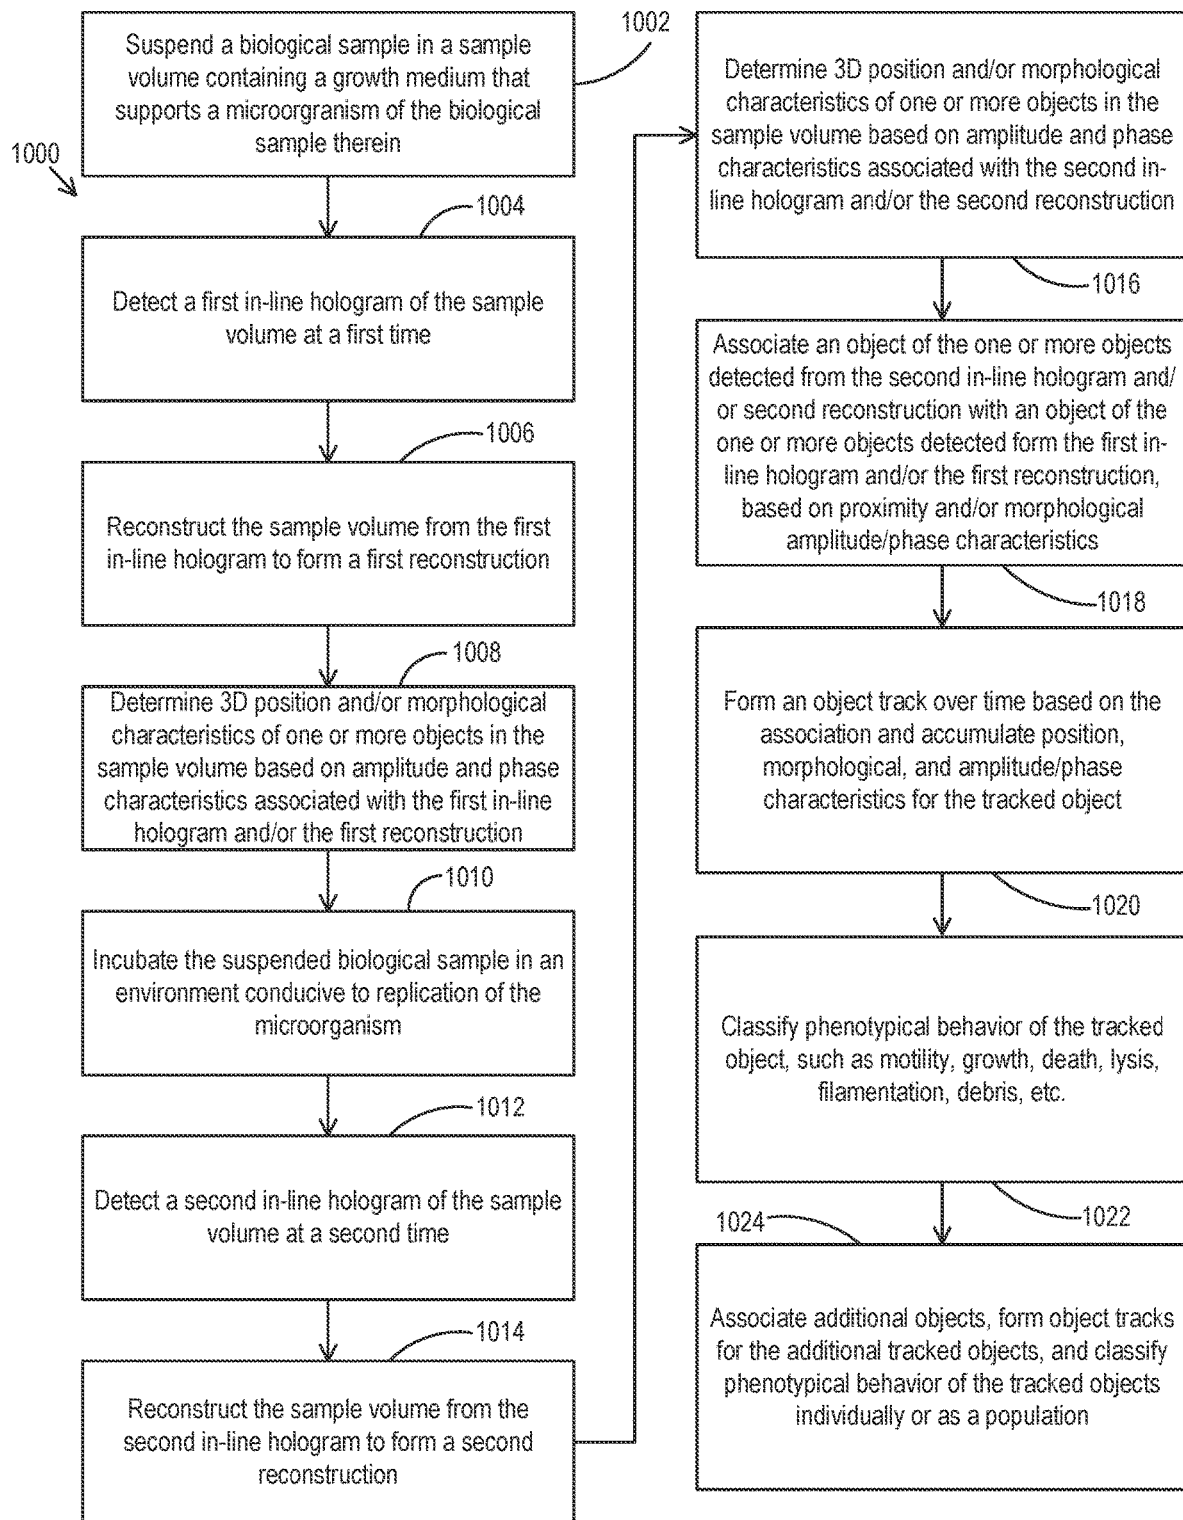 1002
Suspend a biological sample in a sample
volume containing a growth medium that
supports a microorgranism of the biological
sample therein
1000
1004
Detect a first in-line hologram of the sample
volume at a first time
1006
Reconstruct the sample volume from the first
in-line hologram to form a first reconstruction
1008
Determine 3D position and/or morphological
characteristics of one or more objects in the
sample volume based on amplitude and phase
characteristics associated with the first in-line
hologram and/or the first reconstruction
1010
Incubate the suspended biological sample in an
environment conducive to replication of the
microorganism
1012
Detect a second in-line hologram of the sample
volume at a second time
1014
Reconstruct the sample volume from the
second in-line hologram to form a second
reconstruction
Determine 3D position and/or morphological
characteristics of one or more objects in the
sample volume based on amplitude and phase
characteristics associated with the second in-
line hologram and/or the second reconstruction
1016
Associate an object of the one or more objects
detected from the second in-line hologram and/
or second reconstruction with an object of the
one or more objects detected form the first in-
line hologram and/or the first reconstruction,
based on proximity and/or morphological
amplitude/phase characteristics
1018
Form an object track over time based on the
association and accumulate position,
morphological, and amplitude/phase
characteristics for the tracked object
1020
Classify phenotypical behavior of the tracked
object, such as motility, growth, death, lysis,
filamentation, debris, etc.
1022
1024
Associate additional objects, form object tracks
for the additional tracked objects, and classify
phenotypical behavior of the tracked objects
individually or as a population